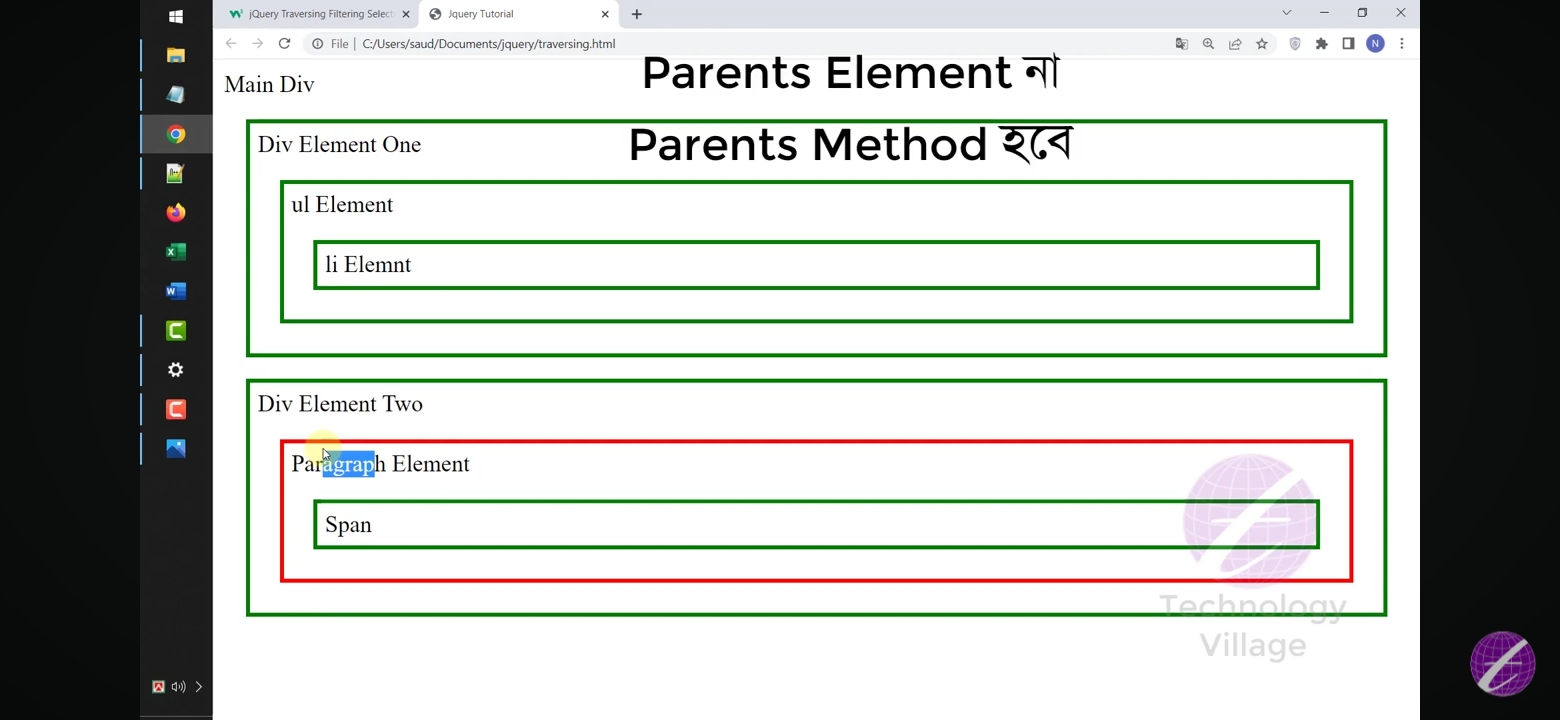 jQuery Traversing Filtering Select
Jquery Tutorial
File
C:/Users/saud/Documents/jquery/traversing.html
N
Parents Element না
Main Div
Parents Method হবে
Div Element One
ul Element
li Elemnt
Div Element Two
Paragraph Element
Span
Technology
Village